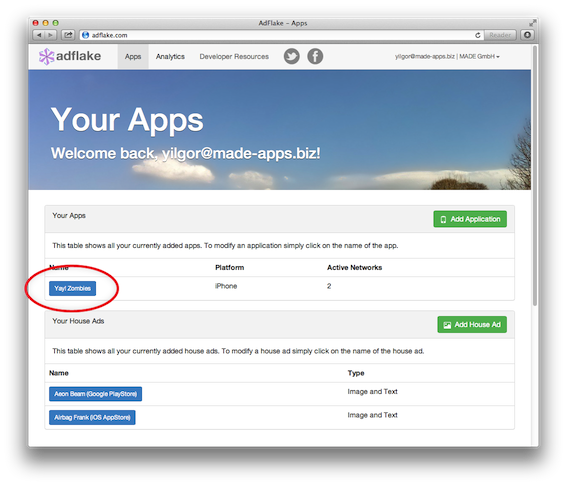 AdFlake – Apps
adflake.com
Reader
adflake
Apps
Analytics
Developer Resources
yilgor@made-apps.biz | MADE GmbH
Your Apps
Welcome back, yilgor@made-apps.biz!
Your Apps
Add Application
This table shows all your currently added apps. To modify an application simply click on the name of the app.
Name Platform Active Networks
Yay! Zombies iPhone 2
Your House Ads
Add House Ad
This table shows all your currently added house ads. To modify a house ad simply click on the name of the house ad.
Name Type
Aeon Beam (Google PlayStore) Image and Text
Airbag Frank (iOS AppStore) Image and Text